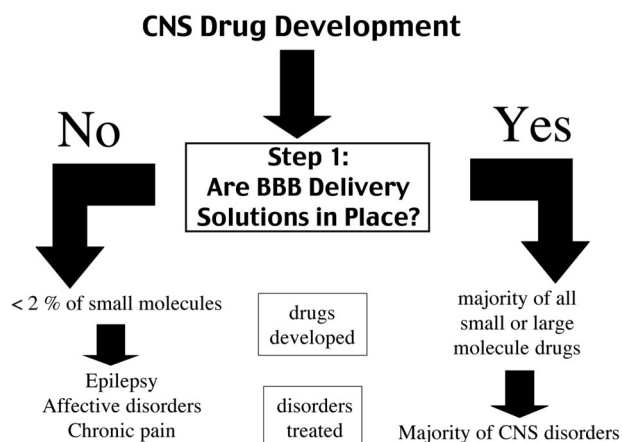 CNS Drug Development
No
Yes
Step 1:
Are BBB Delivery
Solutions in Place?
< 2 % of small molecules
drugs
developed
majority of all
small or large
molecule drugs
Epilepsy
Affective disorders
Chronic pain
disorders
treated
Majority of CNS disorders